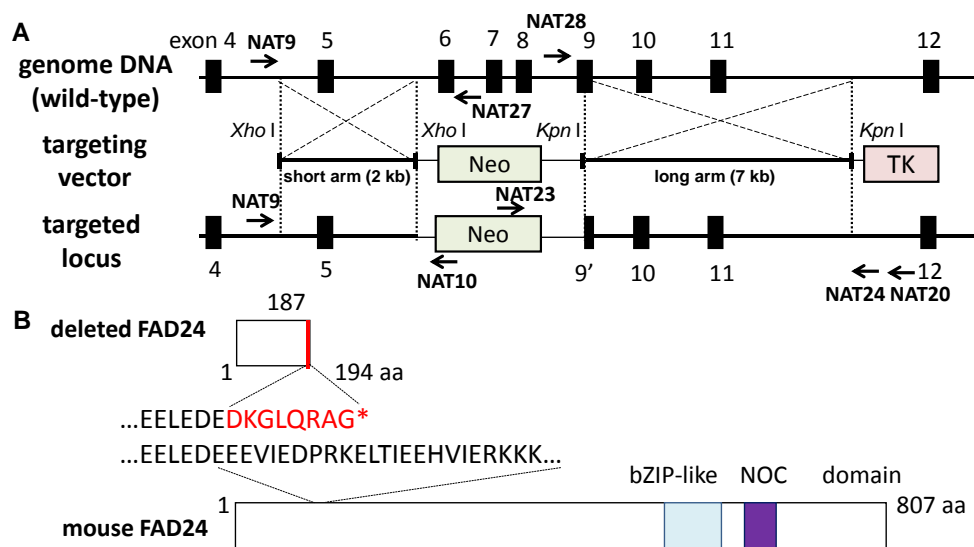 A
exon 4 NAT9 5 6 7 8 NAT28 9 10 11 12
genome DNA
(wild-type)
NAT27
Xho I Xho I Kpn I Kpn I
targeting
vector
short arm (2 kb) Neo long arm (7 kb) TK
NAT9 NAT23
targeted
locus
Neo
4 5 NAT10 9’ 10 11 12
NAT24 NAT20
B
deleted FAD24
187
1 194 aa
...EELEDEDKGLQRAG*
...EELEDEEEVIEDPRKELTIEEHVIERKKK...
bZIP-like NOC domain
1 807 aa
mouse FAD24